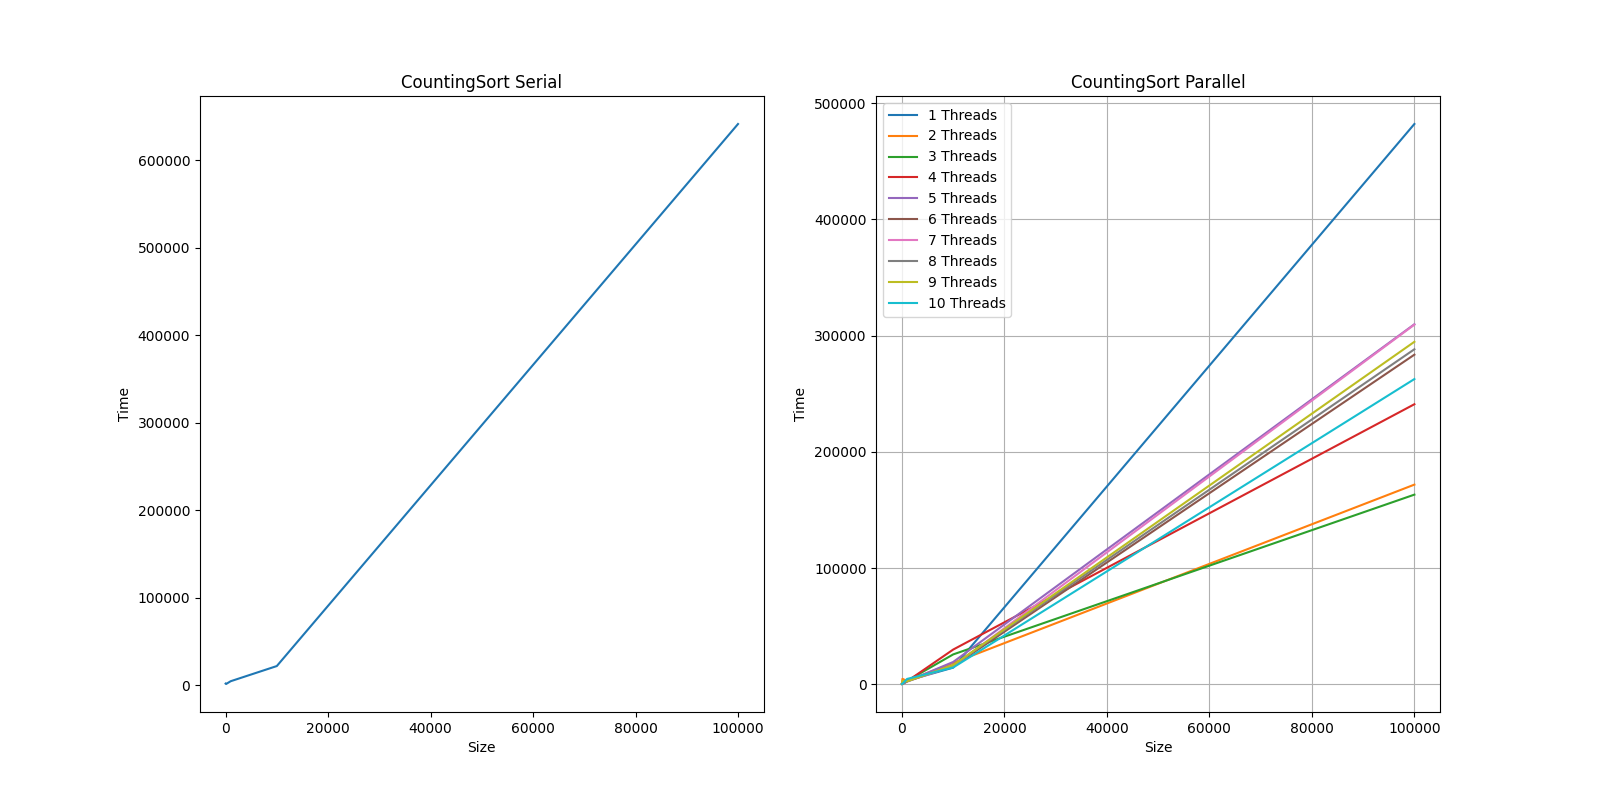 CountingSort Serial
Time
600000
500000
400000
300000
200000
100000
0
0 20000 40000 60000 80000 100000
Size
CountingSort Parallel
Time
500000
400000
300000
200000
100000
0
1 Threads
2 Threads
3 Threads
4 Threads
5 Threads
6 Threads
7 Threads
8 Threads
9 Threads
10 Threads
0 20000 40000 60000 80000 100000
Size